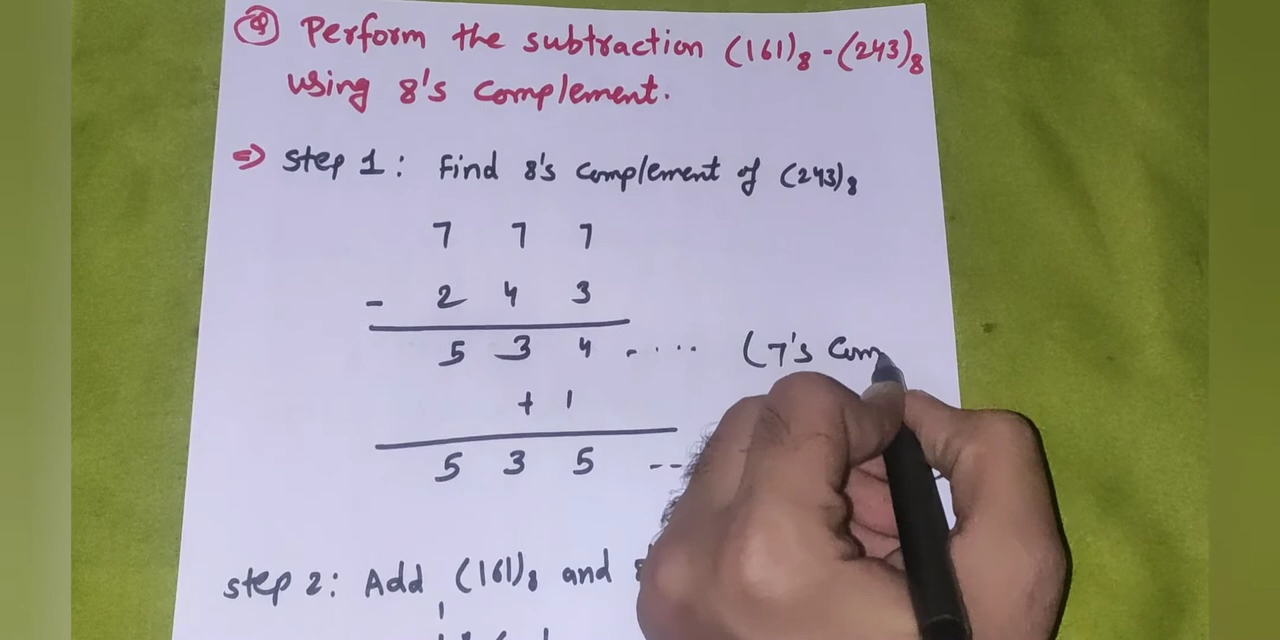 Q Perform the subtraction (161)₈ - (243)₈
using 8's complement.
⇒ Step 1: Find 8's complement of (243)₈
7 7 7
- 2 4 3
5 3 4 .... (7's Com
+ 1
5 3 5 --
Step 2: Add (161)₈ and